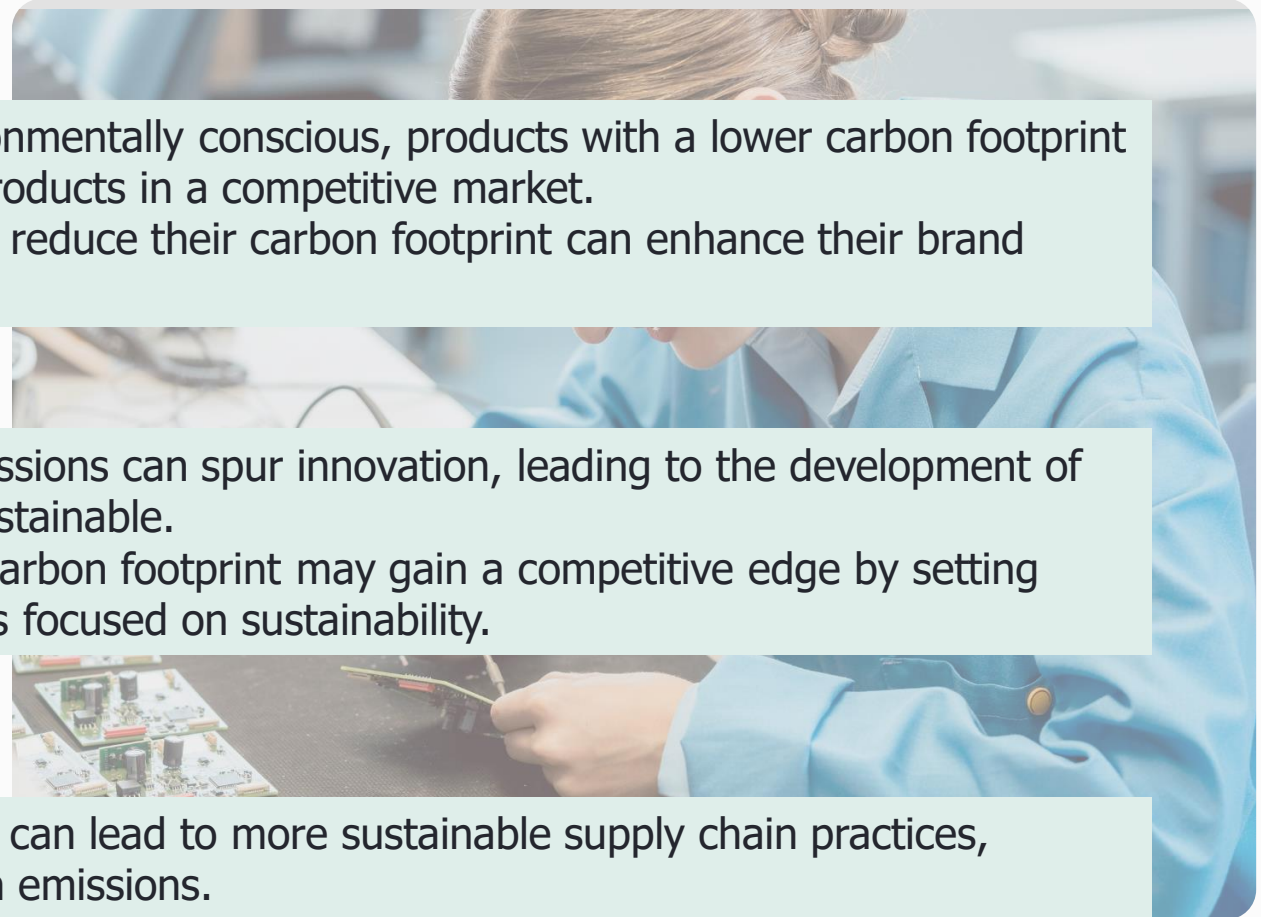 onmentally conscious, products with a lower carbon footprint
roducts in a competitive market.
reduce their carbon footprint can enhance their brand
ssions can spur innovation, leading to the development of
stainable.
arbon footprint may gain a competitive edge by setting
s focused on sustainability.
can lead to more sustainable supply chain practices,
n emissions.